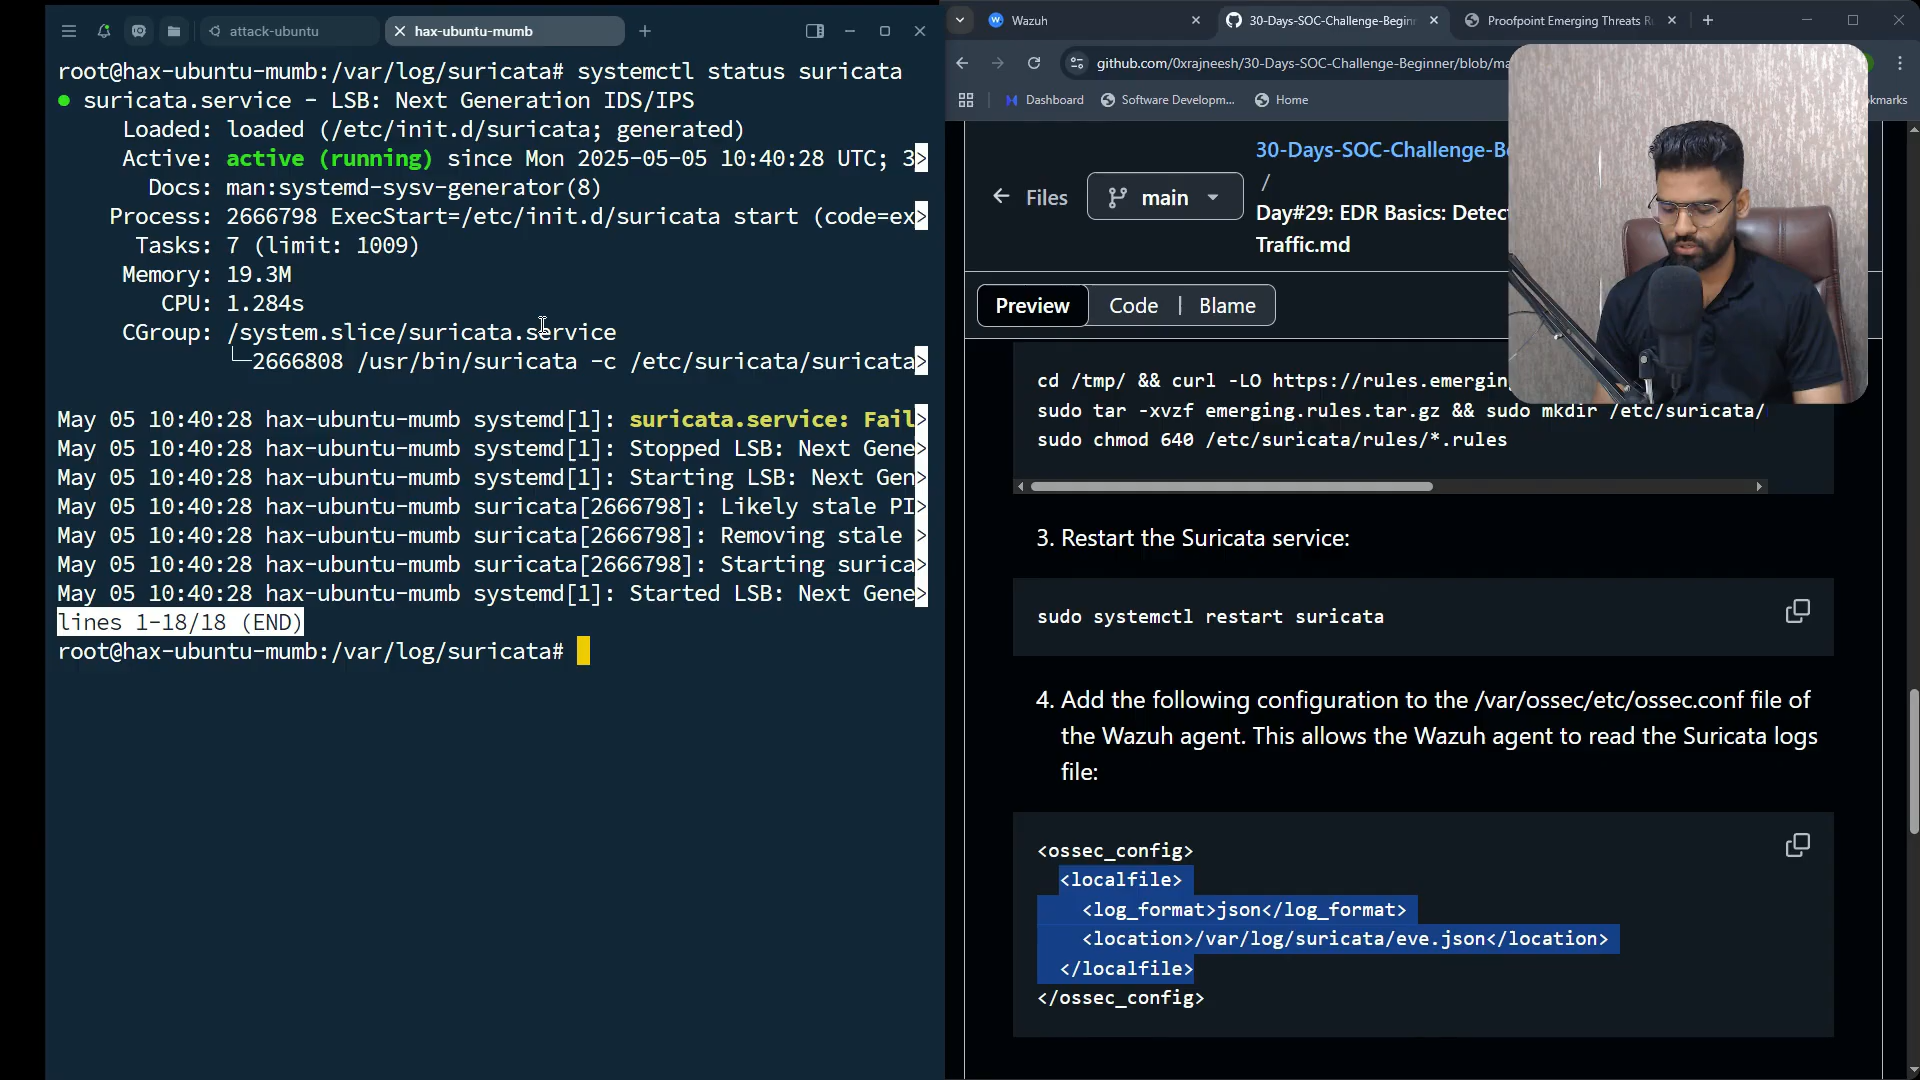 attack-ubuntu
hax-ubuntu-mumb
root@hax-ubuntu-mumb:/var/log/suricata# systemctl status suricata
● suricata.service - LSB: Next Generation IDS/IPS
Loaded: loaded (/etc/init.d/suricata; generated)
Active: active (running) since Mon 2025-05-05 10:40:28 UTC; 3>
Docs: man:systemd-sysv-generator(8)
Process: 2666798 ExecStart=/etc/init.d/suricata start (code=ex>
Tasks: 7 (limit: 1009)
Memory: 19.3M
CPU: 1.284s
CGroup: /system.slice/suricata.service
└─2666808 /usr/bin/suricata -c /etc/suricata/suricata>
May 05 10:40:28 hax-ubuntu-mumb systemd[1]: suricata.service: Fail>
May 05 10:40:28 hax-ubuntu-mumb systemd[1]: Stopped LSB: Next Gene>
May 05 10:40:28 hax-ubuntu-mumb systemd[1]: Starting LSB: Next Gen>
May 05 10:40:28 hax-ubuntu-mumb suricata[2666798]: Likely stale PI>
May 05 10:40:28 hax-ubuntu-mumb suricata[2666798]: Removing stale >
May 05 10:40:28 hax-ubuntu-mumb suricata[2666798]: Starting surica>
May 05 10:40:28 hax-ubuntu-mumb systemd[1]: Started LSB: Next Gene>
lines 1-18/18 (END)
root@hax-ubuntu-mumb:/var/log/suricata#
Wazuh
30-Days-SOC-Challenge-Beginn
Proofpoint Emerging Threats Ru
github.com/0xrajneesh/30-Days-SOC-Challenge-Beginner/blob/ma
Dashboard
Software Developm...
Home
kmarks
Files
main
30-Days-SOC-Challenge-Be
/
Day#29: EDR Basics: Detect
Traffic.md
Preview
Code
Blame
cd /tmp/ && curl -LO https://rules.emerging
sudo tar -xvzf emerging.rules.tar.gz && sudo mkdir /etc/suricata/
sudo chmod 640 /etc/suricata/rules/*.rules
3. Restart the Suricata service:
sudo systemctl restart suricata
4. Add the following configuration to the /var/ossec/etc/ossec.conf file of
the Wazuh agent. This allows the Wazuh agent to read the Suricata logs
file:
<ossec_config>
<localfile>
<log_format>json</log_format>
<location>/var/log/suricata/eve.json</location>
</localfile>
</ossec_config>